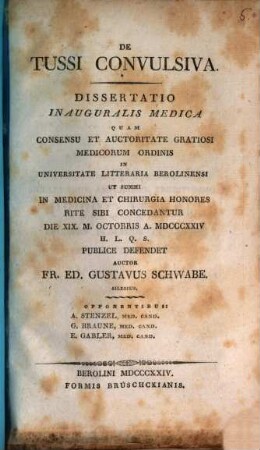 5.
DE
TUSSI CONVULSIVA.
DISSERTATIO
INAUGURALIS MEDICA
QUAM
CONSENSU ET AUCTORITATE GRATIOSI
MEDICORUM ORDINIS
IN
UNIVERSITATE LITTERARIA BEROLINENSI
UT SUMMI
IN MEDICINA ET CHIRURGIA HONORES
RITE SIBI CONCEDANTUR
DIE XIX. M. OCTOBRIS A. MDCCCXXIV
H. L. Q. S.
PUBLICE DEFENDET
AUCTOR
FR. ED. GUSTAVUS SCHWABE.
SILESIUS.
OPPONENTIBUS:
A. STENZEL, MED. CAND.
G. BRAUNE, MED. CAND.
E. GABLER, MED. CAND.
BEROLINI MDCCCXXIV.
FORMIS BRÜSCHCKIANIS.